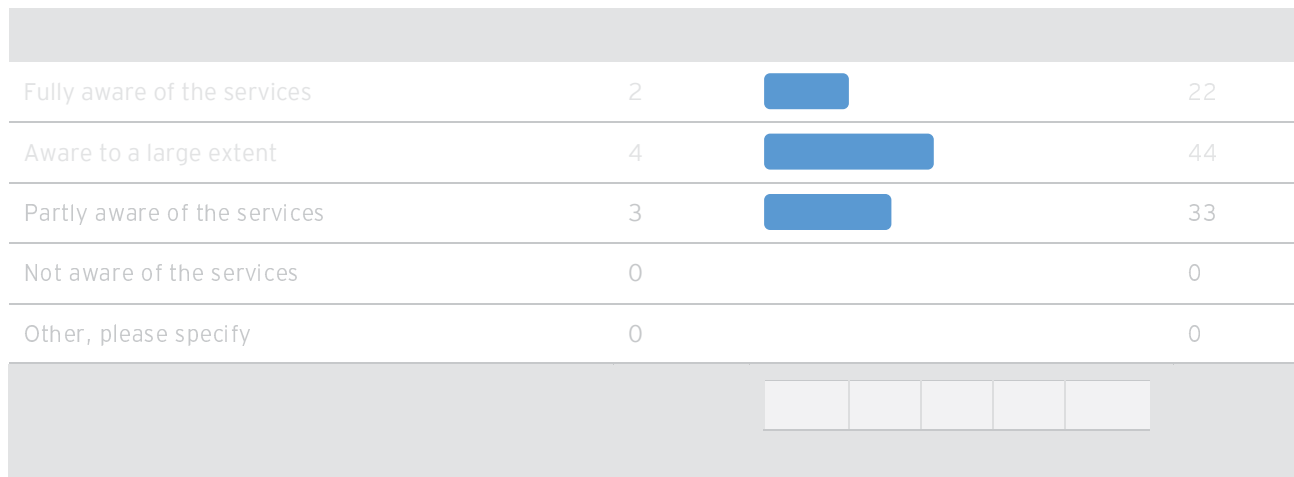 Fully aware of the services 2 22
Aware to a large extent 4 44
Partly aware of the services 3 33
Not aware of the services 0 0
Other, please specify 0 0